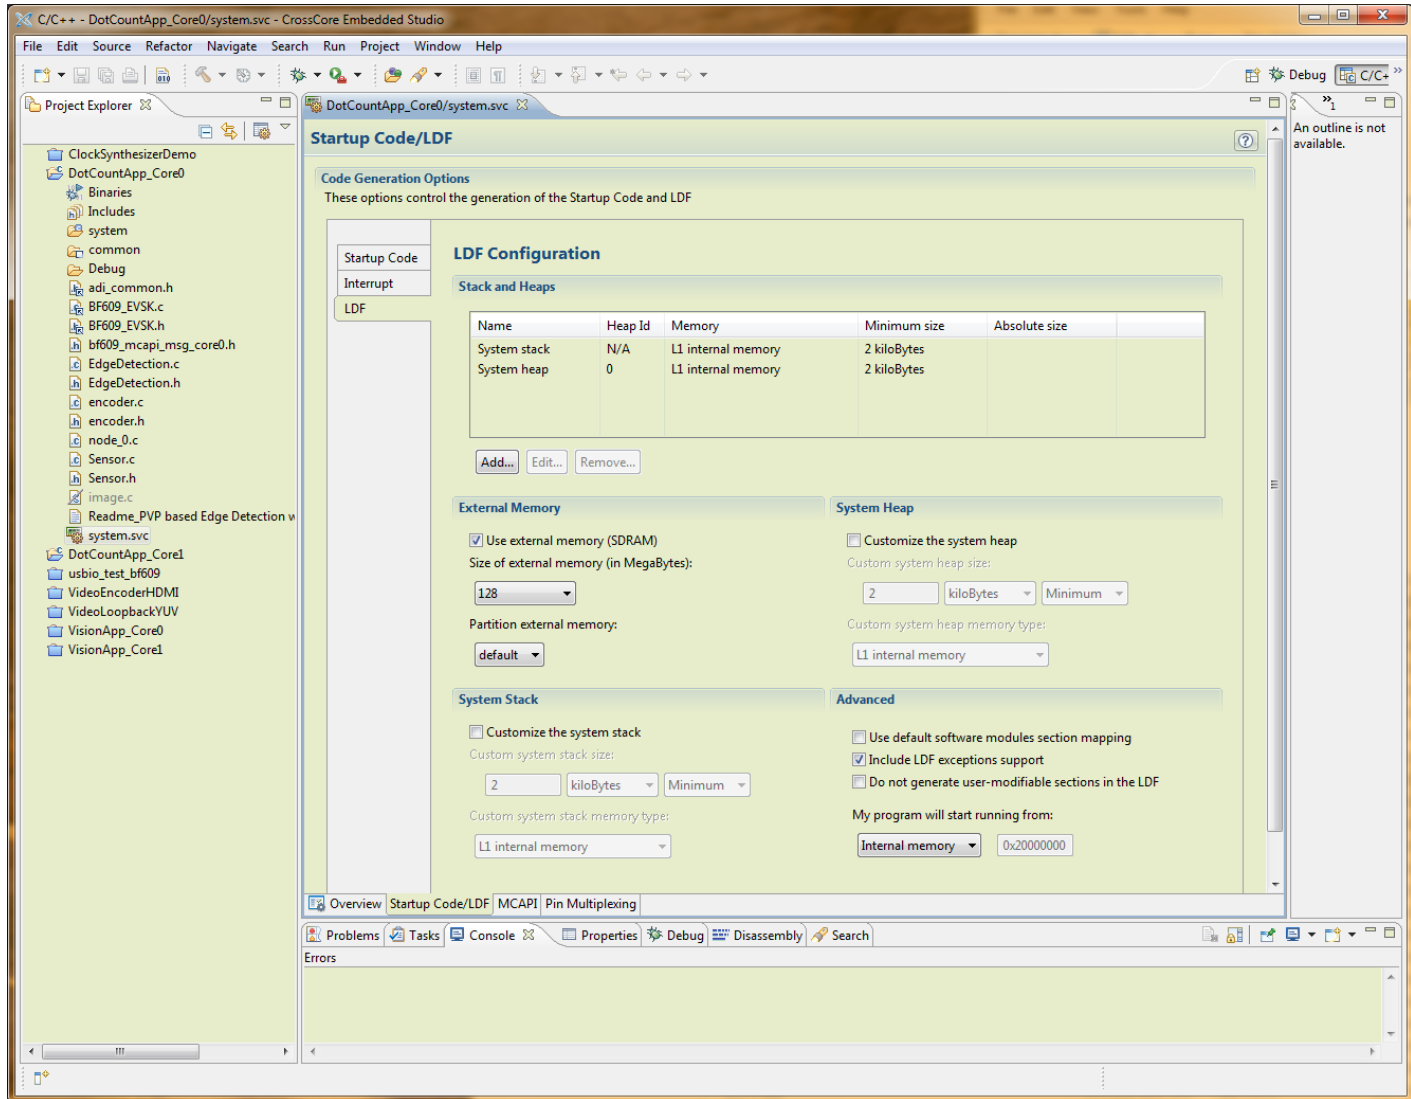 C/C++ - DotCountApp_Core0/system.svc - CrossCore Embedded Studio
File Edit Source Refactor Navigate Search Run Project Window Help
Debug C/C+ »
Project Explorer
DotCountApp_Core0/system.svc
»1
ClockSynthesizerDemo
DotCountApp_Core0
Binaries
Includes
system
common
Debug
adi_common.h
BF609_EVSK.c
BF609_EVSK.h
bf609_mcapi_msg_core0.h
EdgeDetection.c
EdgeDetection.h
encoder.c
encoder.h
node_0.c
Sensor.c
Sensor.h
image.c
Readme_PVP based Edge Detection w
system.svc
DotCountApp_Core1
usbio_test_bf609
VideoEncoderHDMI
VideoLoopbackYUV
VisionApp_Core0
VisionApp_Core1
Startup Code/LDF
Code Generation Options
These options control the generation of the Startup Code and LDF
Startup Code
Interrupt
LDF
LDF Configuration
Stack and Heaps
Name Heap Id Memory Minimum size Absolute size
System stack N/A L1 internal memory 2 kiloBytes
System heap 0 L1 internal memory 2 kiloBytes
Add... Edit... Remove...
External Memory
Use external memory (SDRAM)
Size of external memory (in MegaBytes):
128
Partition external memory:
default
System Heap
Customize the system heap
Custom system heap size:
2 kiloBytes Minimum
Custom system heap memory type:
L1 internal memory
System Stack
Customize the system stack
Custom system stack size:
2 kiloBytes Minimum
Custom system stack memory type:
L1 internal memory
Advanced
Use default software modules section mapping
Include LDF exceptions support
Do not generate user-modifiable sections in the LDF
My program will start running from:
Internal memory 0x20000000
Overview Startup Code/LDF MCAPI Pin Multiplexing
An outline is not
available.
Problems Tasks Console Properties Debug Disassembly Search
Errors